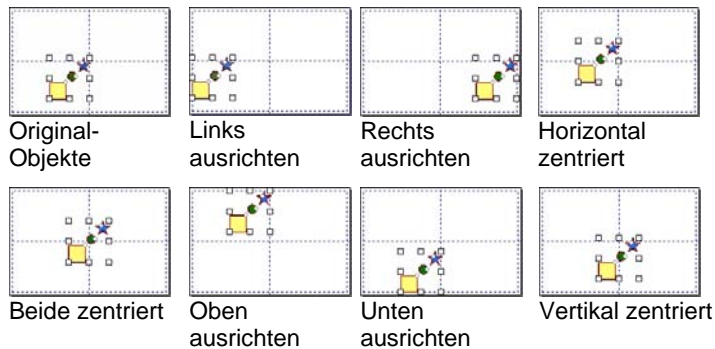 Original-
Objekte
Links
ausrichten
Rechts
ausrichten
Horizontal
zentriert
Beide zentriert
Oben
ausrichten
Unten
ausrichten
Vertikal zentriert